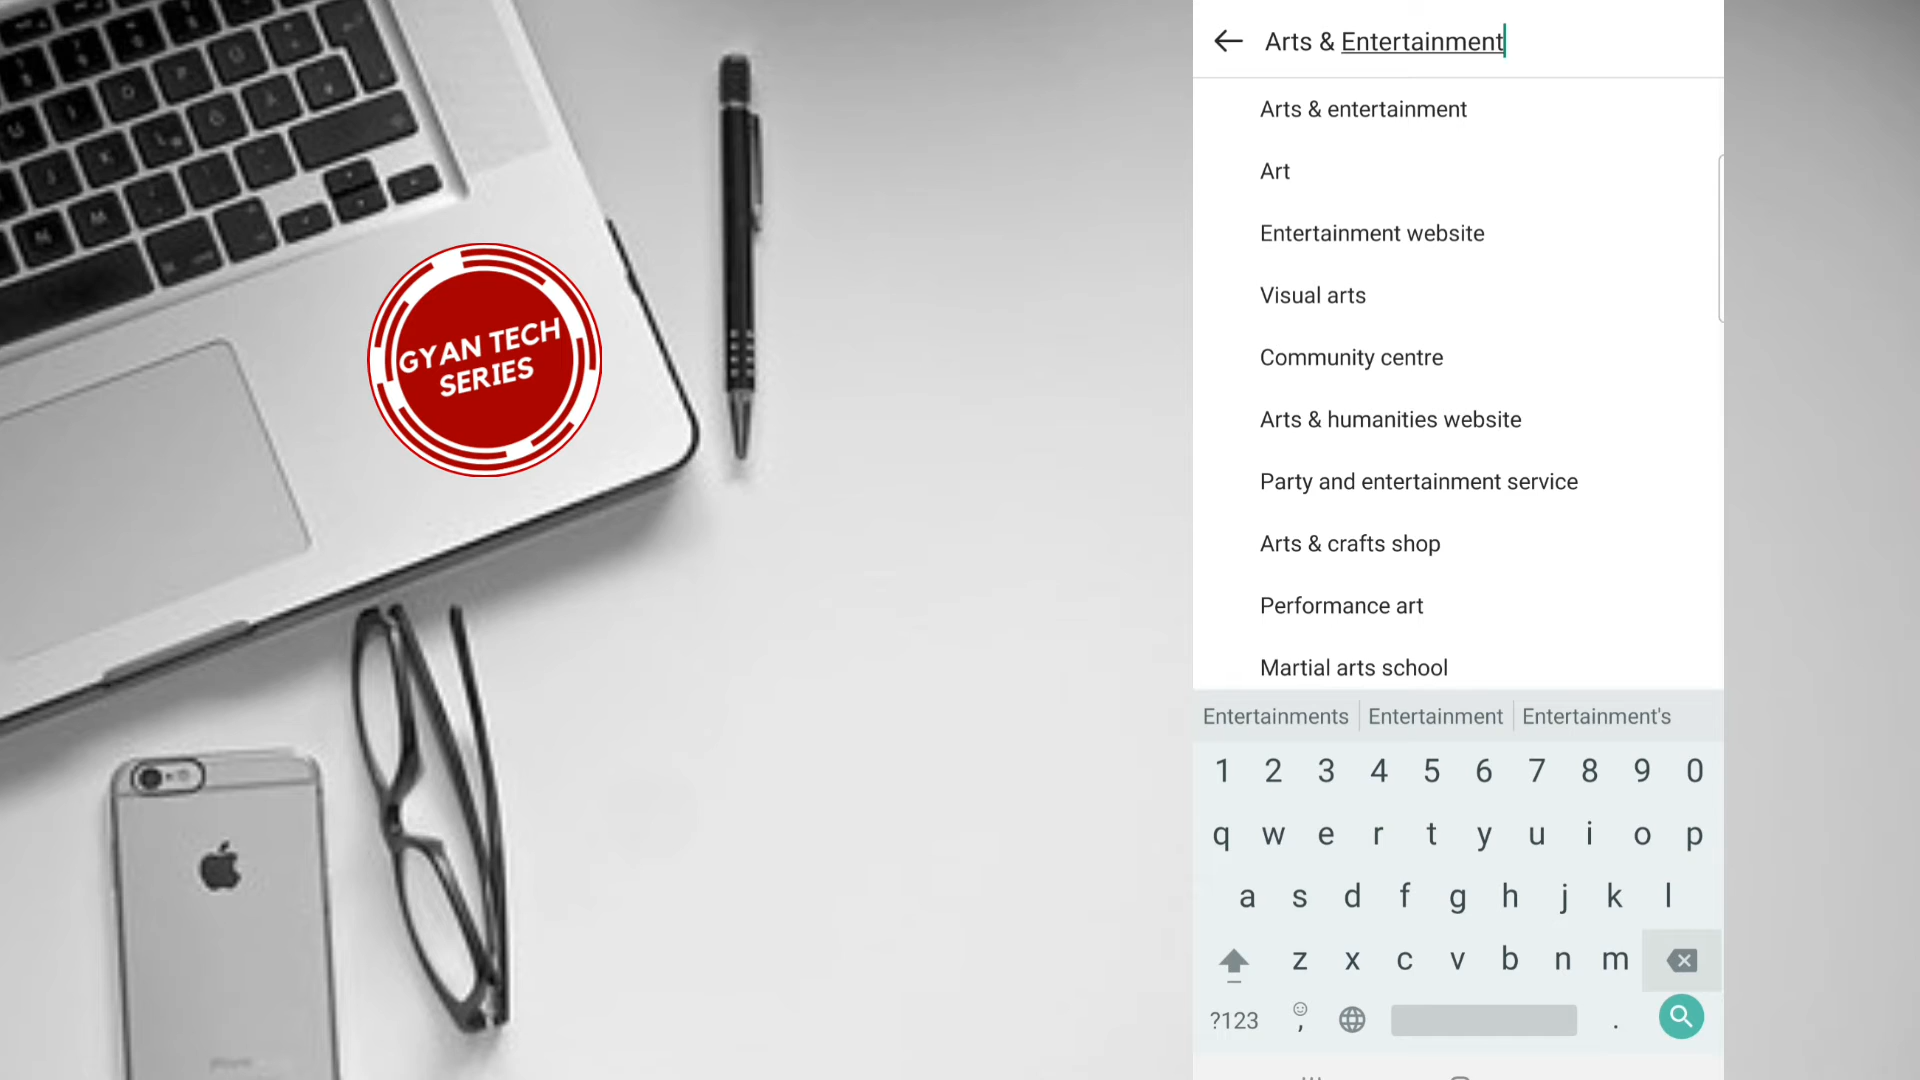 GYAN TECH
SERIES
Arts & Entertainment
Arts & entertainment
Art
Entertainment website
Visual arts
Community centre
Arts & humanities website
Party and entertainment service
Arts & crafts shop
Performance art
Martial arts school
Entertainments Entertainment Entertainment's
1 2 3 4 5 6 7 8 9 0
q w e r t y u i o p
a s d f g h j k l
z x c v b n m
?123 , .